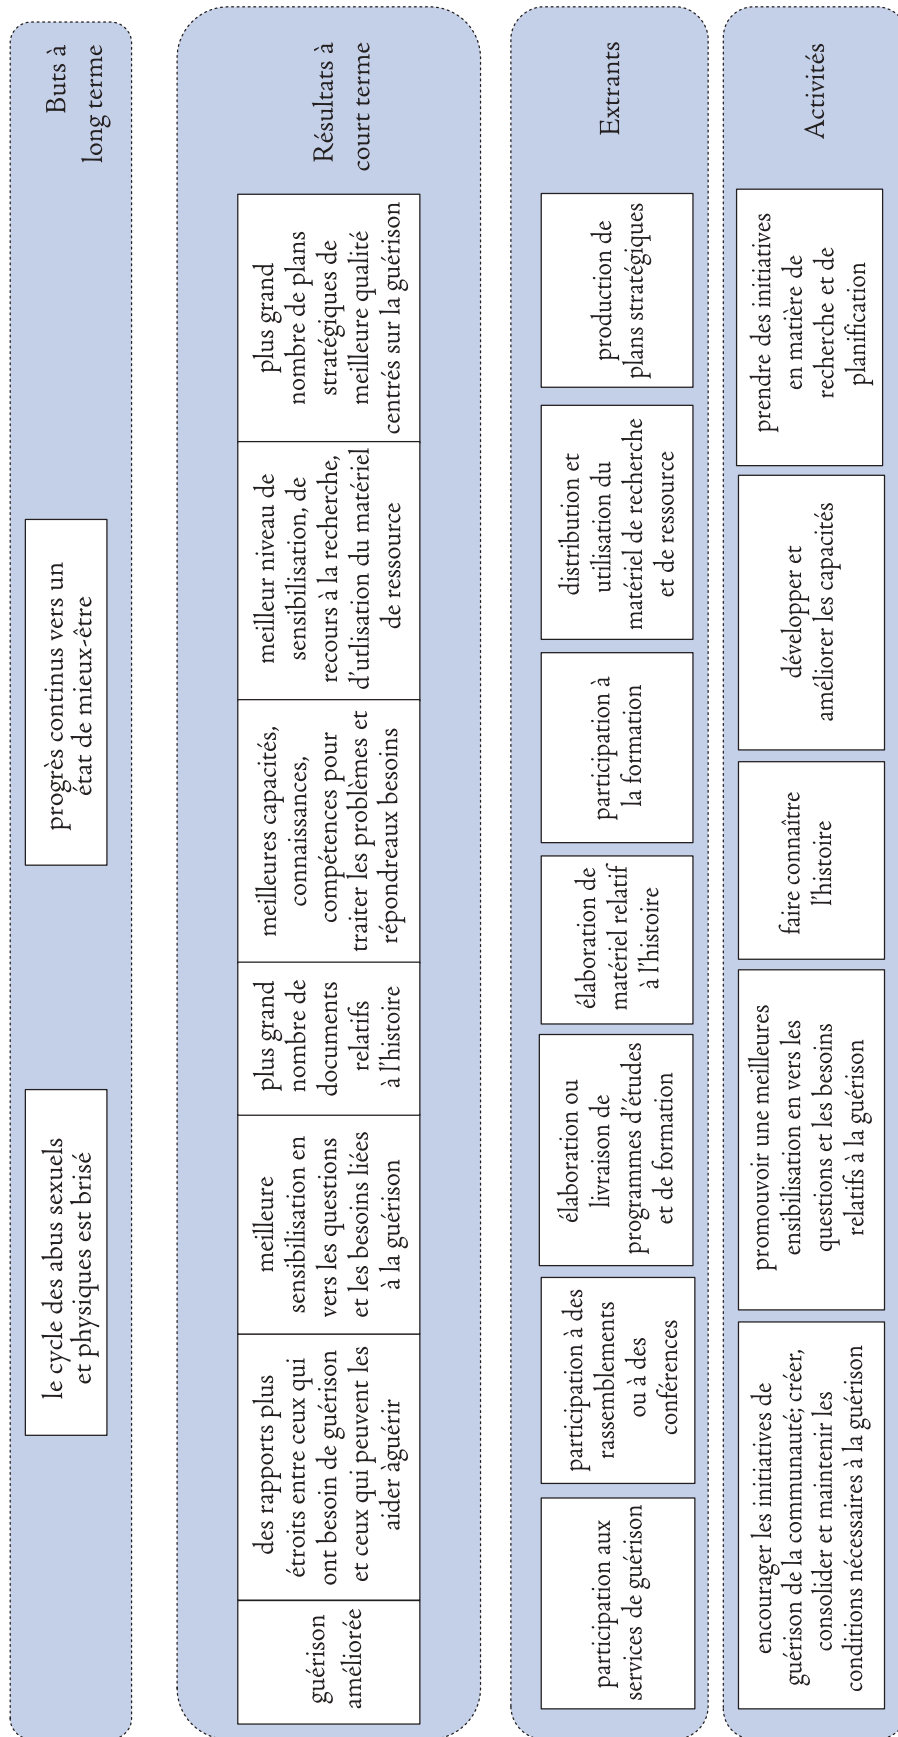 Buts à
long terme
le cycle des abus sexuels
et physiques est brisé
progrès continus vers un
état de mieux-être
Résultats à
court terme
guérison
améliorée
des rapports plus
étroits entre ceux qui
ont besoin de guérison
et ceux qui peuvent les
aider àguérir
meilleure
sensibilisation en
vers les questions
et les besoins liées
à la guérison
plus grand
nombre de
documents
relatifs
à l'histoire
meilleures capacités,
connaissances,
compétences pour
traiter les problèmes et
répondreaux besoins
meilleur niveau de
sensibilisation, de
recours à la recherche,
d'utlisation du matériel
de ressource
plus grand
nombre de plans
stratégiques de
meilleure qualité
centrés sur la guérison
Extrants
participation aux
services de guérison
participation à des
rassemblements
ou à des
conférences
élaboration ou
livraison de
programmes d'études
et de formation
élaboration de
matériel relatif
à l'histoire
participation à
la formation
distribution et
utilisation du
matériel de recherche
et de ressource
production de
plans stratégiques
Activités
encourager les initiatives de
guérison de la communauté; créer,
consolider et maintenir les
conditions nécessaires à la guérison
promouvoir une meilleures
ensibilisation en vers les
questions et les besoins
relatifs à la guérison
faire connaître
l'histoire
développer et
améliorer les capacités
prendre des initiatives
en matière de
recherche et de
planification